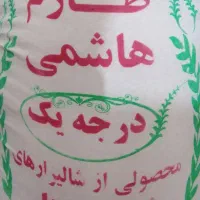 طارم
هاشمی
درجه یک
محصولی از شالیزارهای